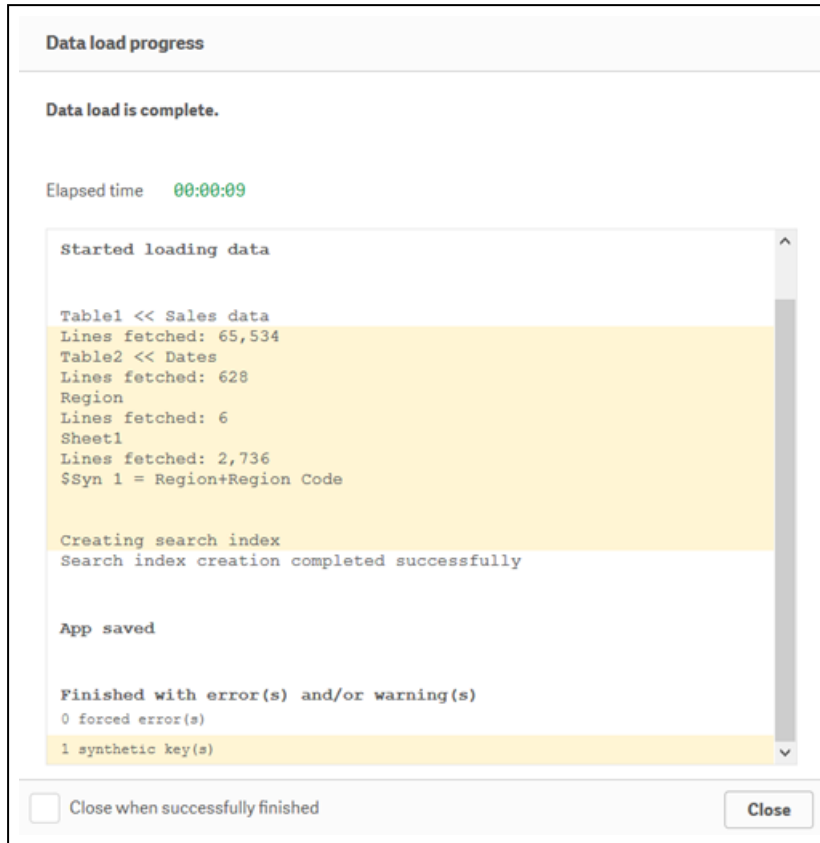 Data load progress
Data load is complete.
Elapsed time 00:00:09
Started loading data
Table1 << Sales data
Lines fetched: 65,534
Table2 << Dates
Lines fetched: 628
Region
Lines fetched: 6
Sheet1
Lines fetched: 2,736
$Syn 1 = Region+Region Code
Creating search index
Search index creation completed successfully
App saved
Finished with error(s) and/or warning(s)
0 forced error(s)
1 synthetic key(s)
Close when successfully finished
Close